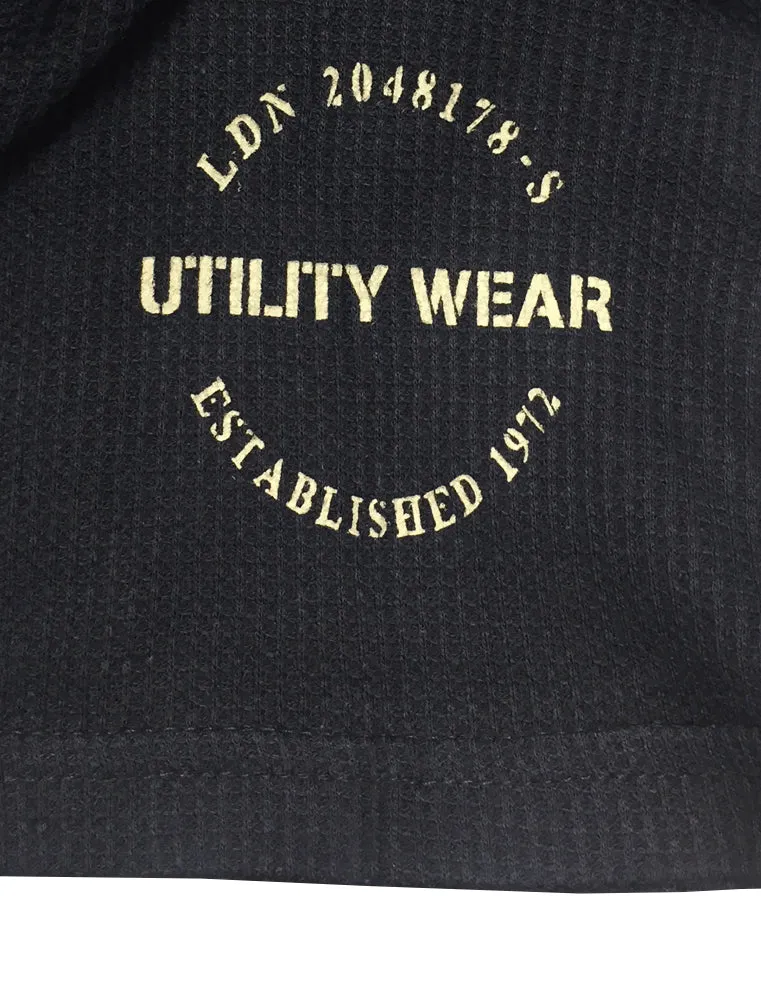 LDN 2048178-S
UTILITY WEAR
ESTABLISHED 1972